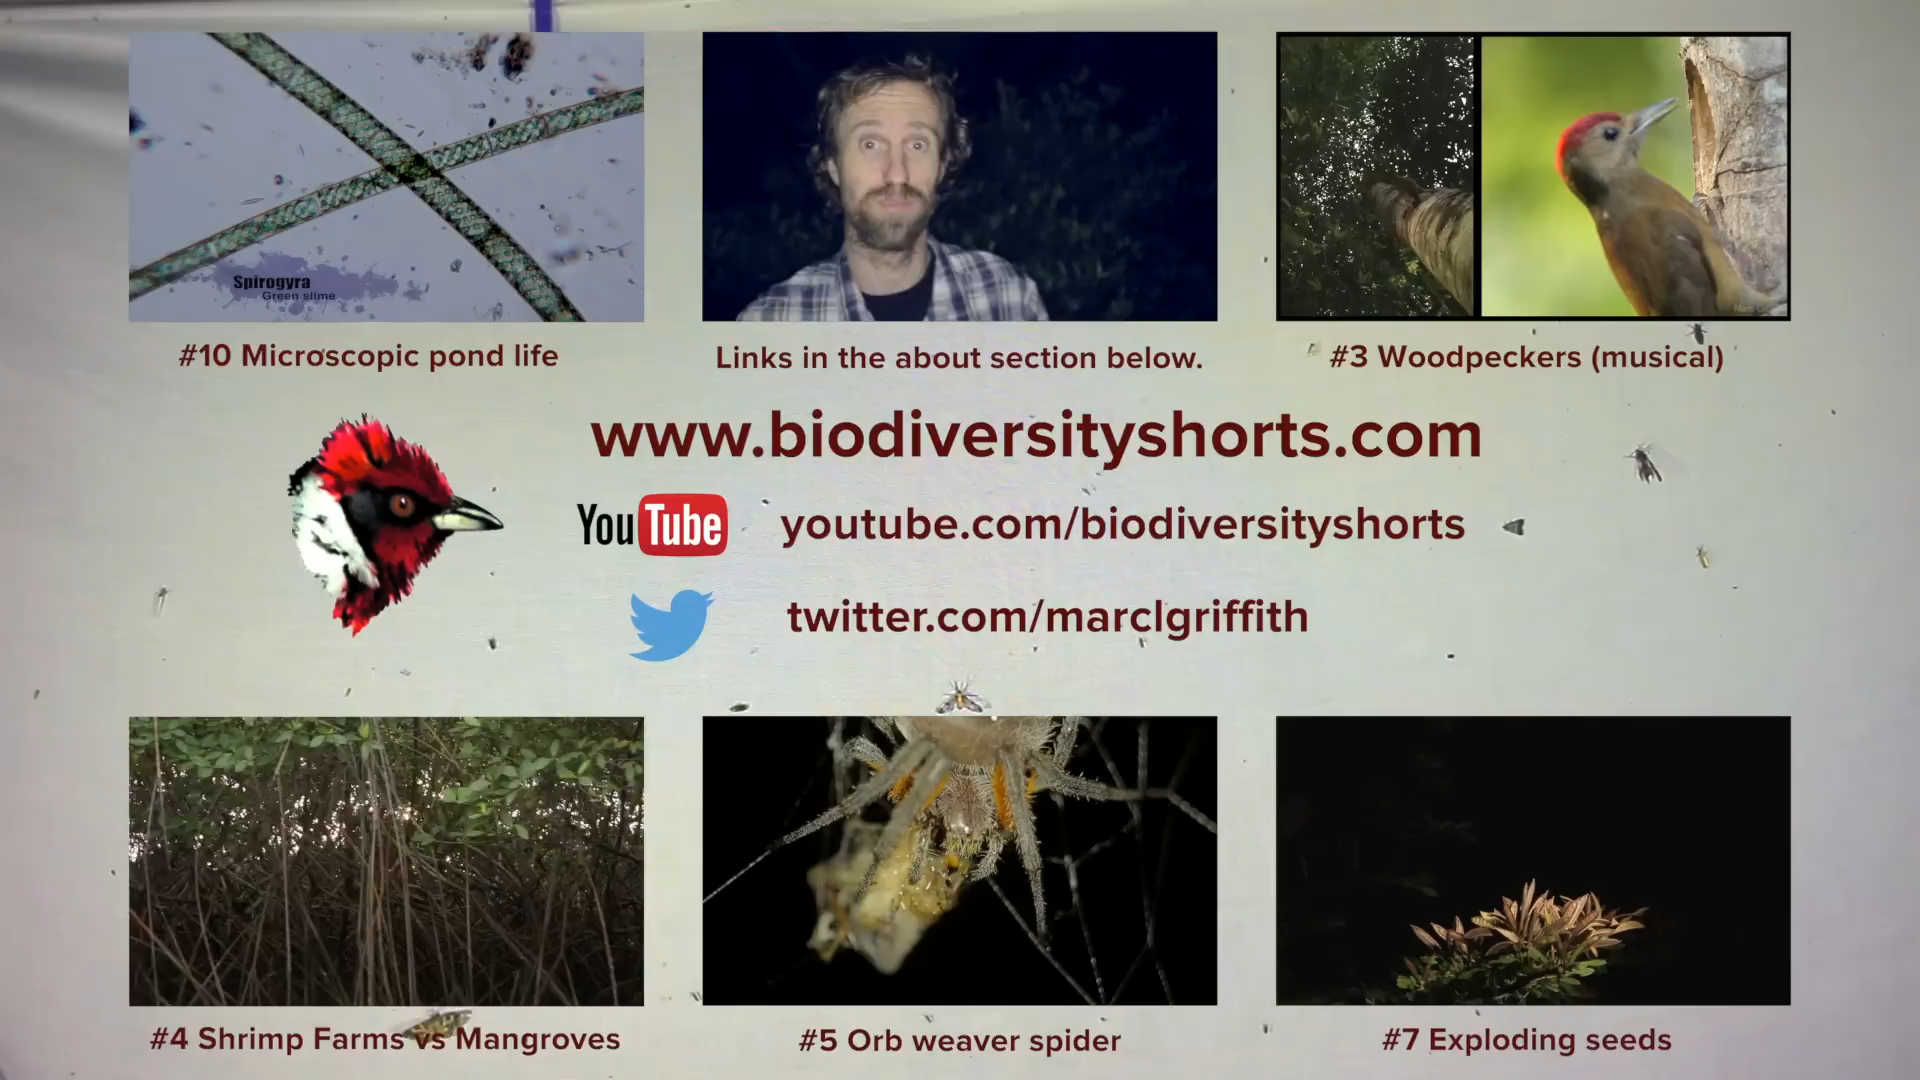 Spirogyra
Green slime
#10 Microscopic pond life
Links in the about section below.
#3 Woodpeckers (musical)
www.biodiversityshorts.com
YouTube youtube.com/biodiversityshorts
twitter.com/marclgriffith
#4 Shrimp Farms vs Mangroves
#5 Orb weaver spider
#7 Exploding seeds